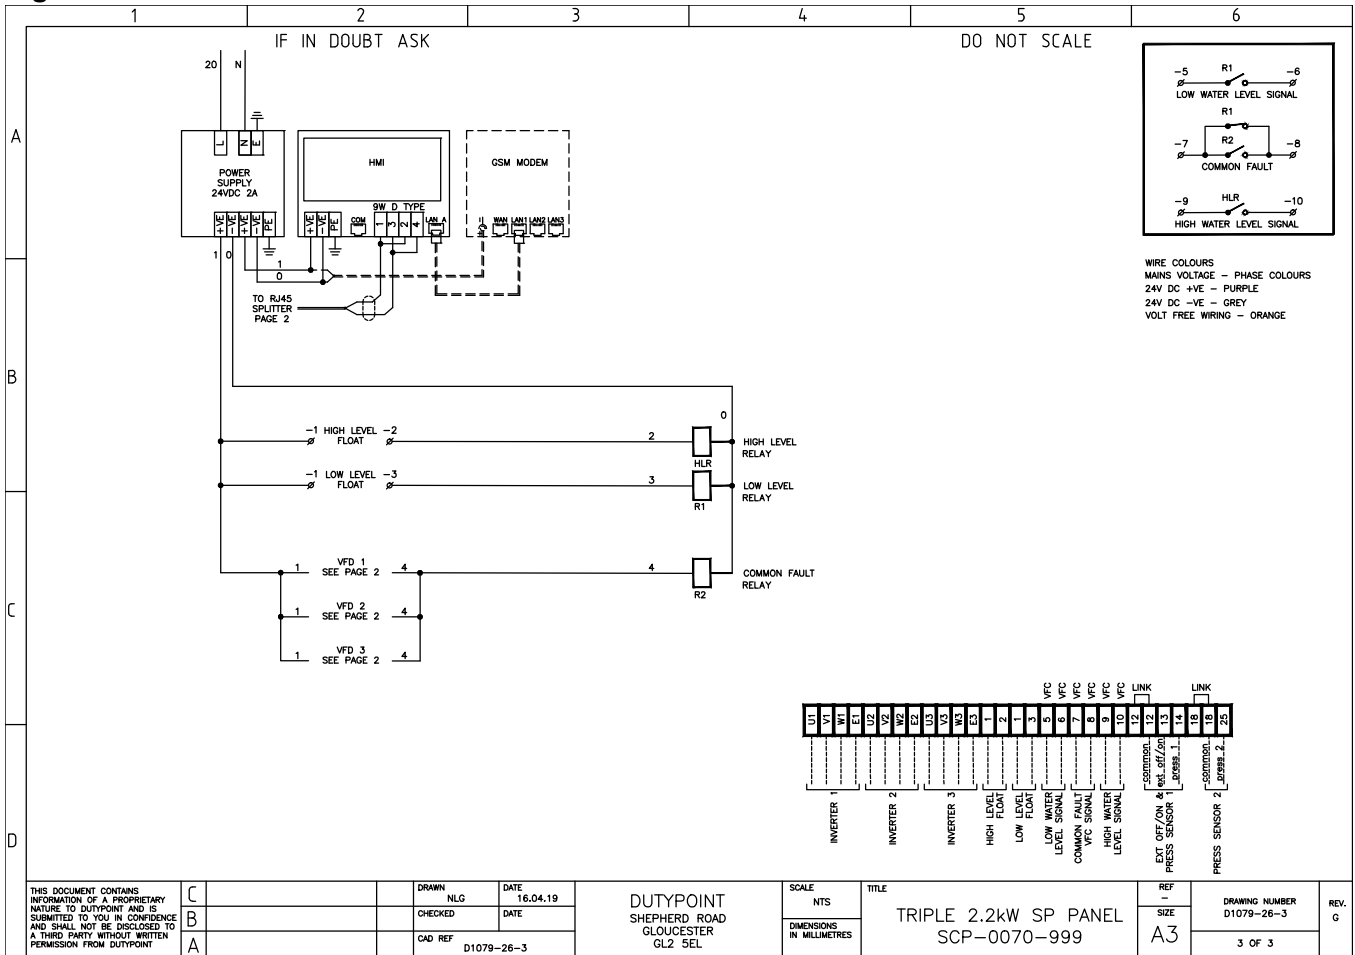 1 2 3 4 5 6
IF IN DOUBT ASK
DO NOT SCALE
A
B
C
D
20 N
L N E
POWER
SUPPLY
24VDC 2A
+VE -VE +VE -VE PE
1 0
HMI
9W D TYPE
+VE -VE PE
COM
1 3 2 4
LAN A
GSM MODEM
WAN LAN1 LAN2 LAN3
1
0
TO RJ45
SPLITTER
PAGE 2
R1
-5 -6
LOW WATER LEVEL SIGNAL
R1
R2
-7 -8
COMMON FAULT
HLR
-9 -10
HIGH WATER LEVEL SIGNAL
WIRE COLOURS
MAINS VOLTAGE - PHASE COLOURS
24V DC +VE - PURPLE
24V DC -VE - GREY
VOLT FREE WIRING - ORANGE
0
-1 HIGH LEVEL -2
FLOAT
2
HLR
HIGH LEVEL
RELAY
-1 LOW LEVEL -3
FLOAT
3
R1
LOW LEVEL
RELAY
VFD 1
1 SEE PAGE 2 4
4
R2
COMMON FAULT
RELAY
VFD 2
1 SEE PAGE 2 4
VFD 3
1 SEE PAGE 2 4
VFC VFC VFC VFC VFC VFC
LINK LINK
U1 V1 W1 E1 U2 V2 W2 E2 U3 V3 W3 E3 1 2 1 3 5 6 7 8 9 10 12 12 13 14 18 18 25
common
ext off/on
press 1
common
press 2
INVERTER 1
INVERTER 2
INVERTER 3
HIGH LEVEL
FLOAT
LOW LEVEL
FLOAT
LOW WATER
LEVEL SIGNAL
COMMON FAULT
VFC SIGNAL
HIGH WATER
LEVEL SIGNAL
EXT OFF/ON &
PRESS SENSOR 1
PRESS SENSOR 2
THIS DOCUMENT CONTAINS
INFORMATION OF A PROPRIETARY
NATURE TO DUTYPOINT AND IS
SUBMITTED TO YOU IN CONFIDENCE
AND SHALL NOT BE DISCLOSED TO
A THIRD PARTY WITHOUT WRITTEN
PERMISSION FROM DUTYPOINT
C
B
A
DRAWN
NLG
DATE
16.04.19
CHECKED
DATE
CAD REF
D1079-26-3
DUTYPOINT
SHEPHERD ROAD
GLOUCESTER
GL2 5EL
SCALE
NTS
DIMENSIONS
IN MILLIMETRES
TITLE
TRIPLE 2.2kW SP PANEL
SCP-0070-999
REF
-
SIZE
A3
DRAWING NUMBER
D1079-26-3
3 OF 3
REV.
G